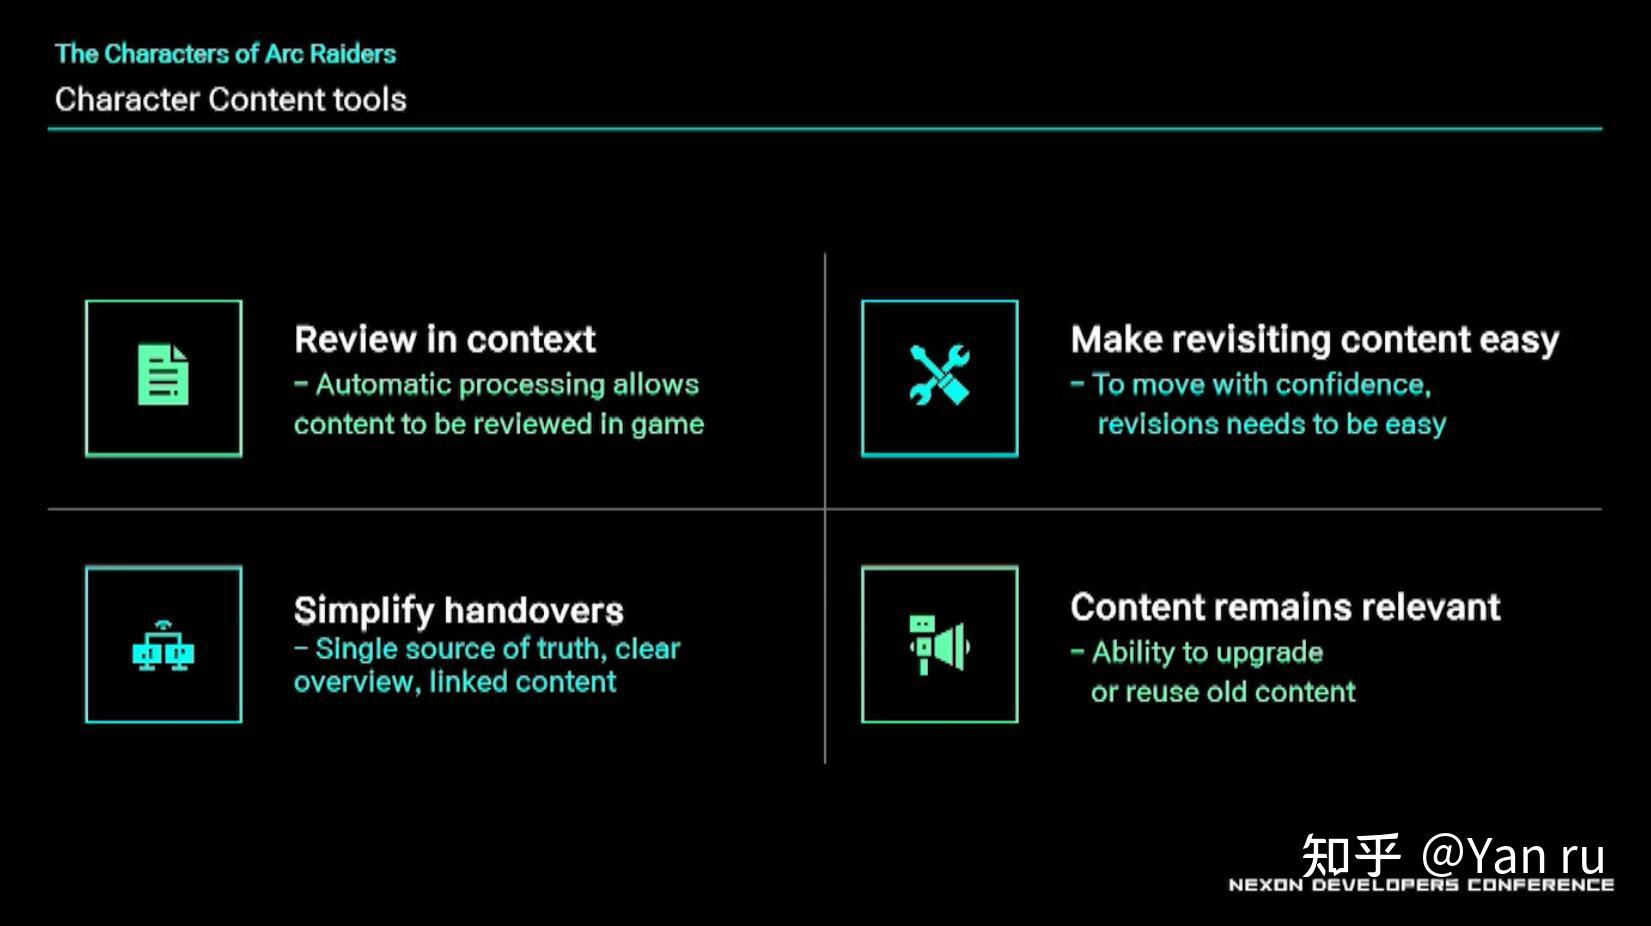 The Characters of Arc Raiders
Character Content tools
Review in context
– Automatic processing allows
content to be reviewed in game
Make revisiting content easy
– To move with confidence,
revisions needs to be easy
Simplify handovers
– Single source of truth, clear
overview, linked content
Content remains relevant
– Ability to upgrade
or reuse old content
知乎 @Yan ru
NEXON DEVELOPERS CONFERENCE